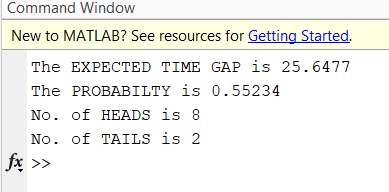 Command Window
New to MATLAB? See resources for Getting Started.
The EXPECTED TIME GAP is 25.6477
The PROBABILTY is 0.55234
No. of HEADS is 8
No. of TAILS is 2
fx >>